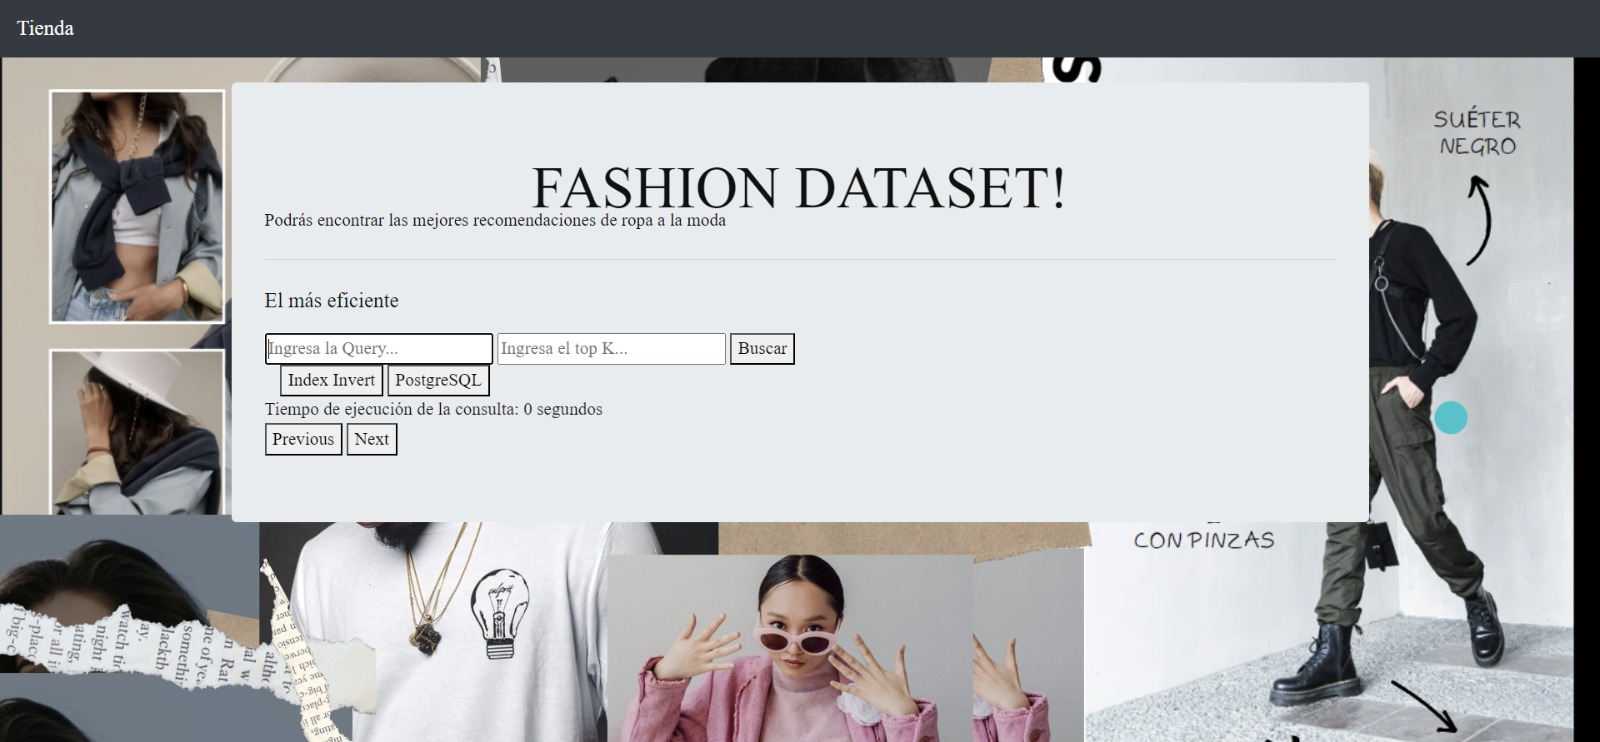 Tienda
SUÉTER
NEGRO
FASHION DATASET!
Podrás encontrar las mejores recomendaciones de ropa a la moda
El más eficiente
Ingresa la Query... Ingresa el top K... Buscar
Index Invert PostgreSQL
Tiempo de ejecución de la consulta: 0 segundos
Previous Next
CON PINZAS